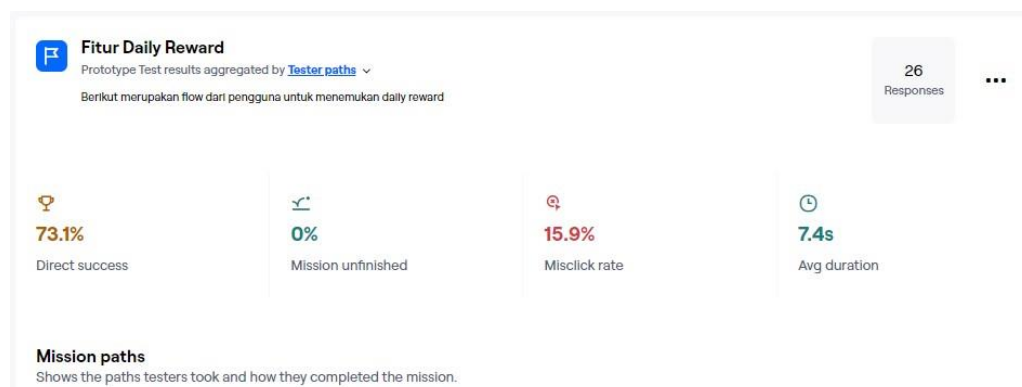 Fitur Daily Reward
Prototype Test results aggregated by Tester paths
Berikut merupakan flow dari pengguna untuk menemukan daily reward
26
Responses
73.1%
Direct success
0%
Mission unfinished
15.9%
Misclick rate
7.4s
Avg duration
Mission paths
Shows the paths testers took and how they completed the mission.